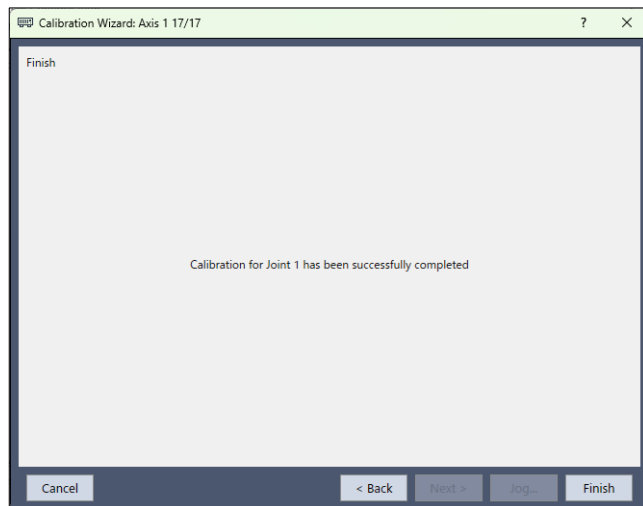 Calibration Wizard: Axis 1 17/17
?
Finish
Calibration for Joint 1 has been successfully completed
Cancel
< Back
Next >
Jog...
Finish